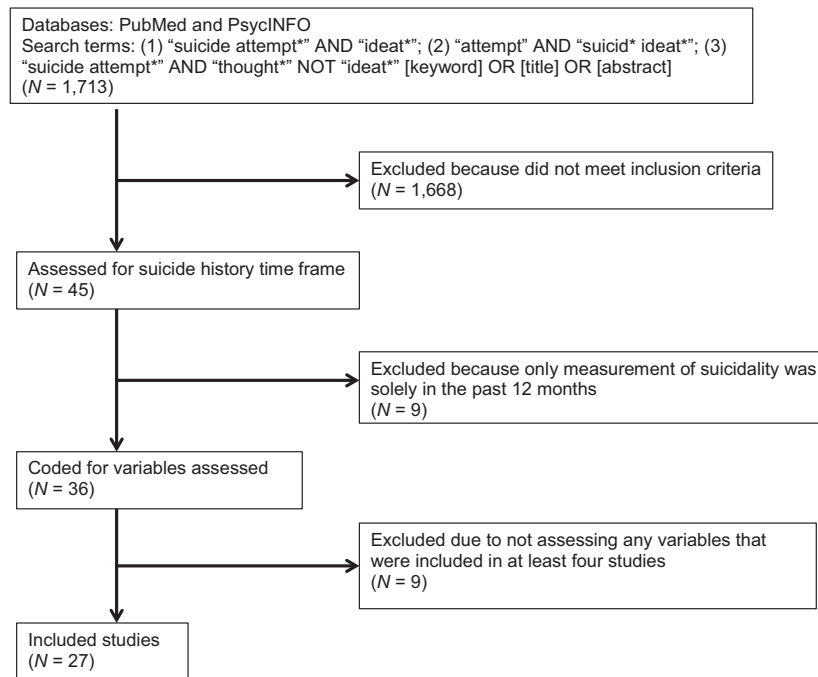 Databases: PubMed and PsycINFO
Search terms: (1) “suicide attempt*” AND “ideat*”; (2) “attempt” AND “suicid* ideat*”; (3)
“suicide attempt*” AND “thought*” NOT “ideat*” [keyword] OR [title] OR [abstract]
(N = 1,713)
Excluded because did not meet inclusion criteria
(N = 1,668)
Assessed for suicide history time frame
(N = 45)
Excluded because only measurement of suicidality was
solely in the past 12 months
(N = 9)
Coded for variables assessed
(N = 36)
Excluded due to not assessing any variables that
were included in at least four studies
(N = 9)
Included studies
(N = 27)